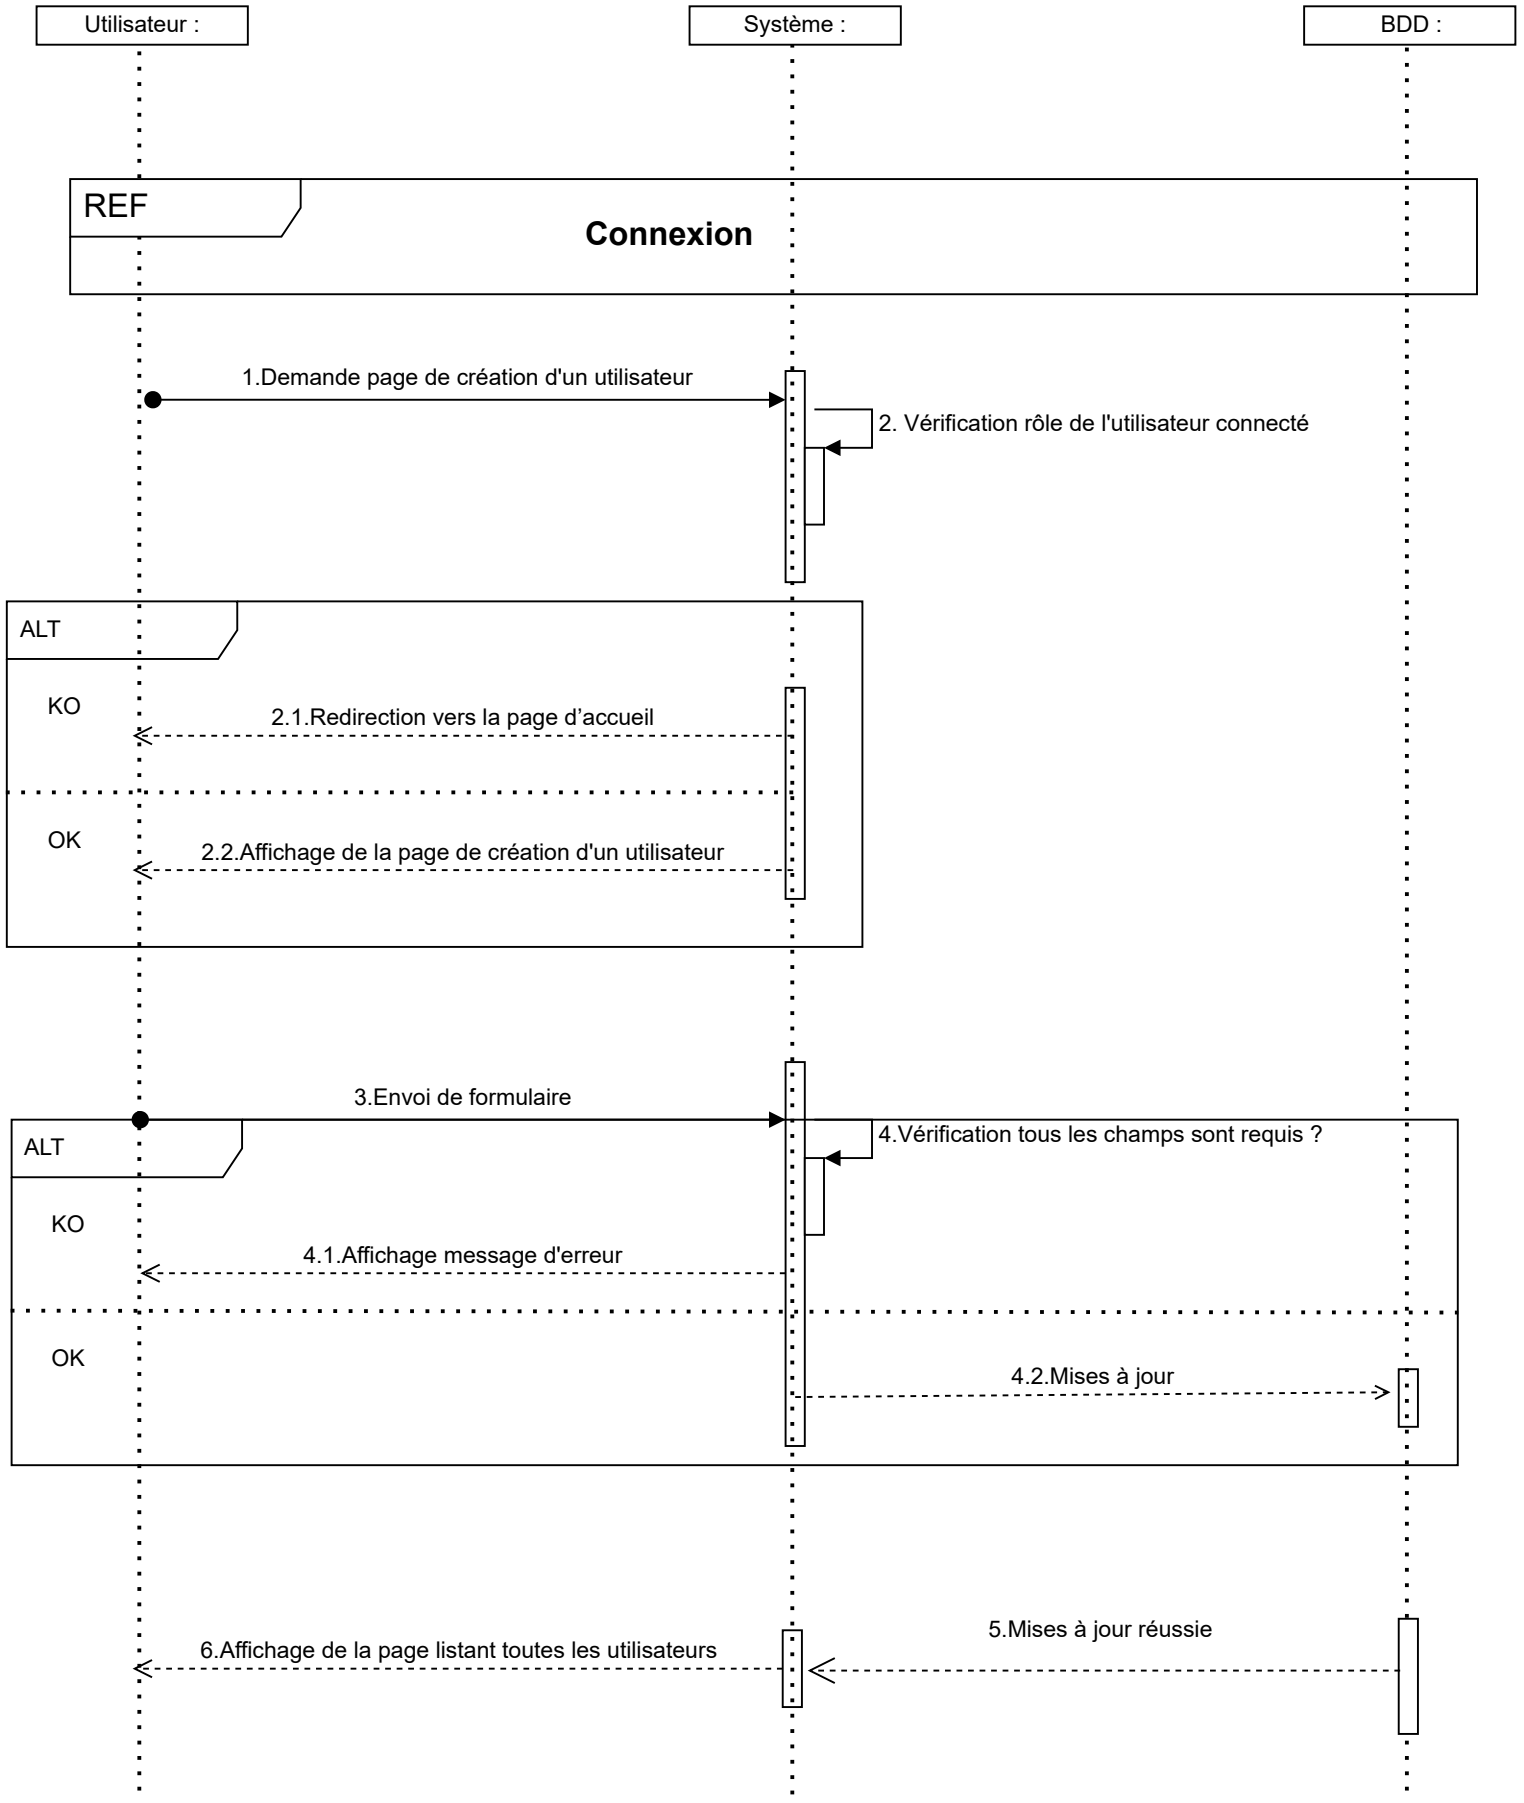 Utilisateur :
Système :
BDD :
REF
Connexion
1.Demande page de création d'un utilisateur
2. Vérification rôle de l'utilisateur connecté
ALT
KO
2.1.Redirection vers la page d’accueil
OK
2.2.Affichage de la page de création d'un utilisateur
3.Envoi de formulaire
4.Vérification tous les champs sont requis ?
ALT
KO
4.1.Affichage message d'erreur
OK
4.2.Mises à jour
5.Mises à jour réussie
6.Affichage de la page listant toutes les utilisateurs